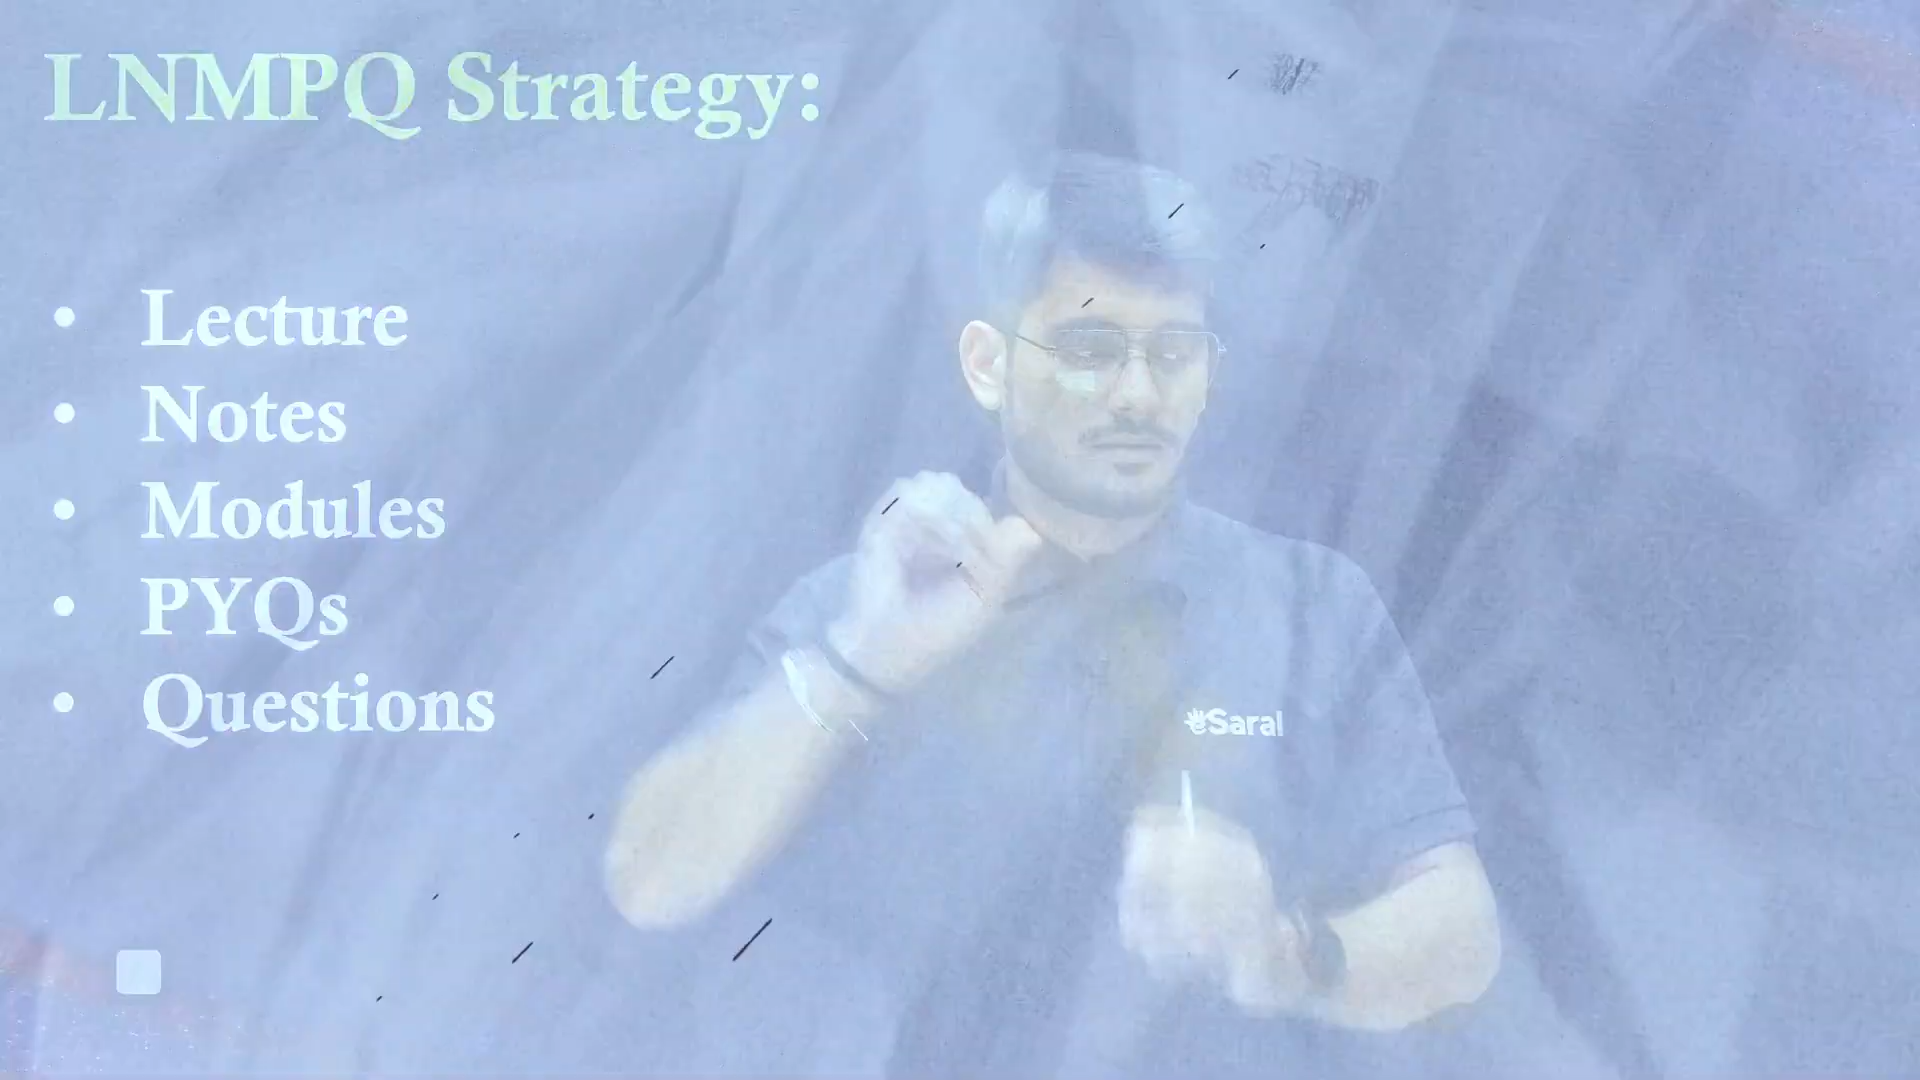 LNMPQ Strategy:
• Lecture
• Notes
• Modules
• PYQs
• Questions
eSaral